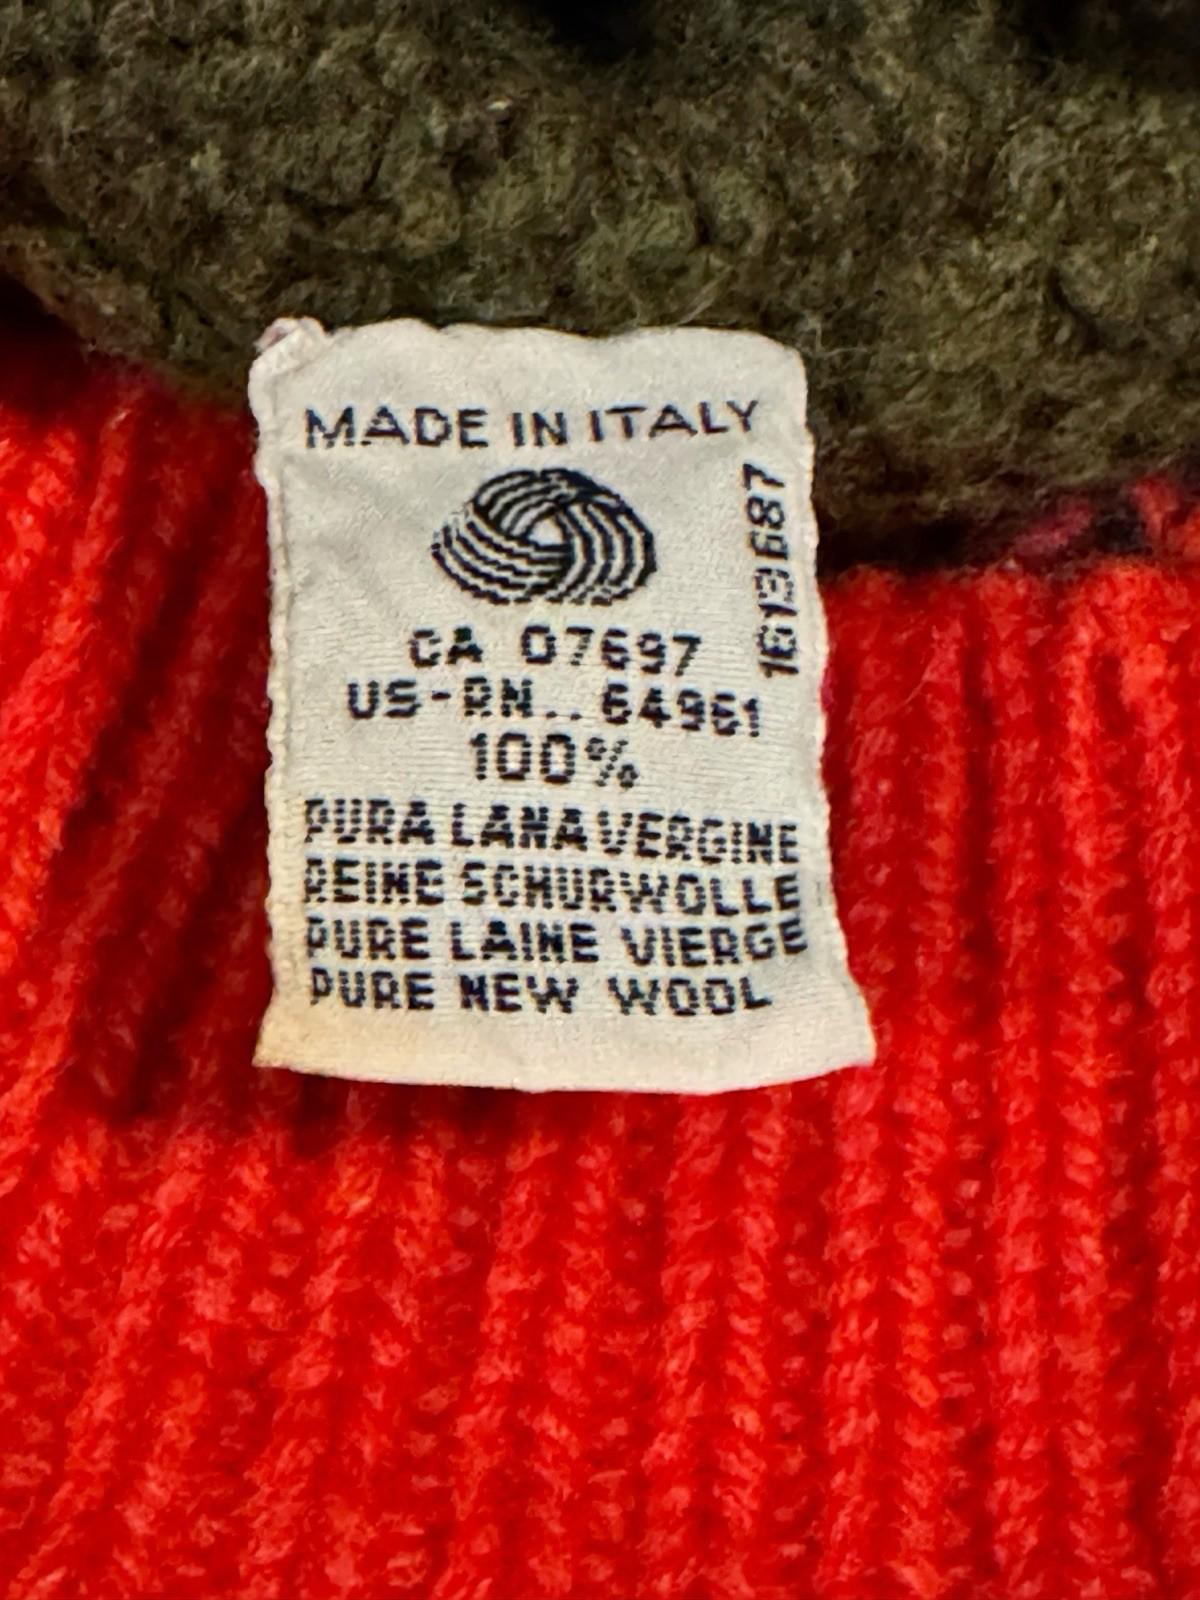 MADE IN ITALY
1613687
CA 07697
US-RN.. 64961
100%
PURA LANA VERGINE
REINE SCHURWOLLE
PURE LAINE VIERGE
PURE NEW WOOL